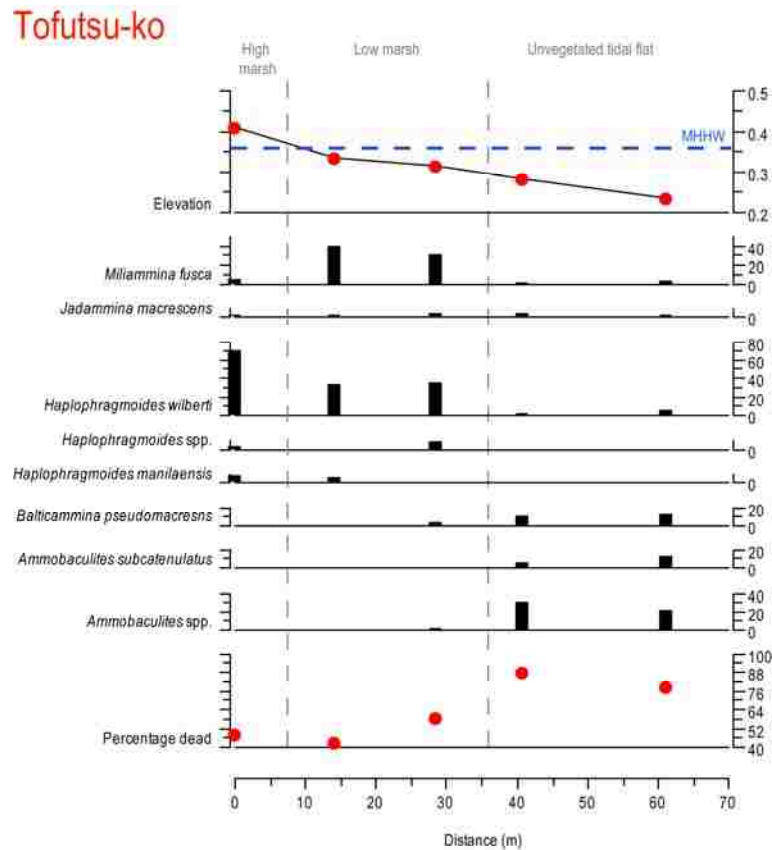 Tofutsu-ko
High marsh
Low marsh
Unvegetated tidal flat
0.5
0.4
MHHW
0.3
Elevation
0.2
40
20
Miliammina fusca
0
Jadammina macrescens
0
80
60
40
20
Haplophragmoides wilberti
0
Haplophragmoides spp.
0
Haplophragmoides manilaensis
0
20
Balticammina pseudomacresns
0
20
Ammobaculites subcatenulatus
0
40
20
Ammobaculites spp.
0
100
88
76
64
52
Percentage dead
40
0 10 20 30 40 50 60 70
Distance (m)